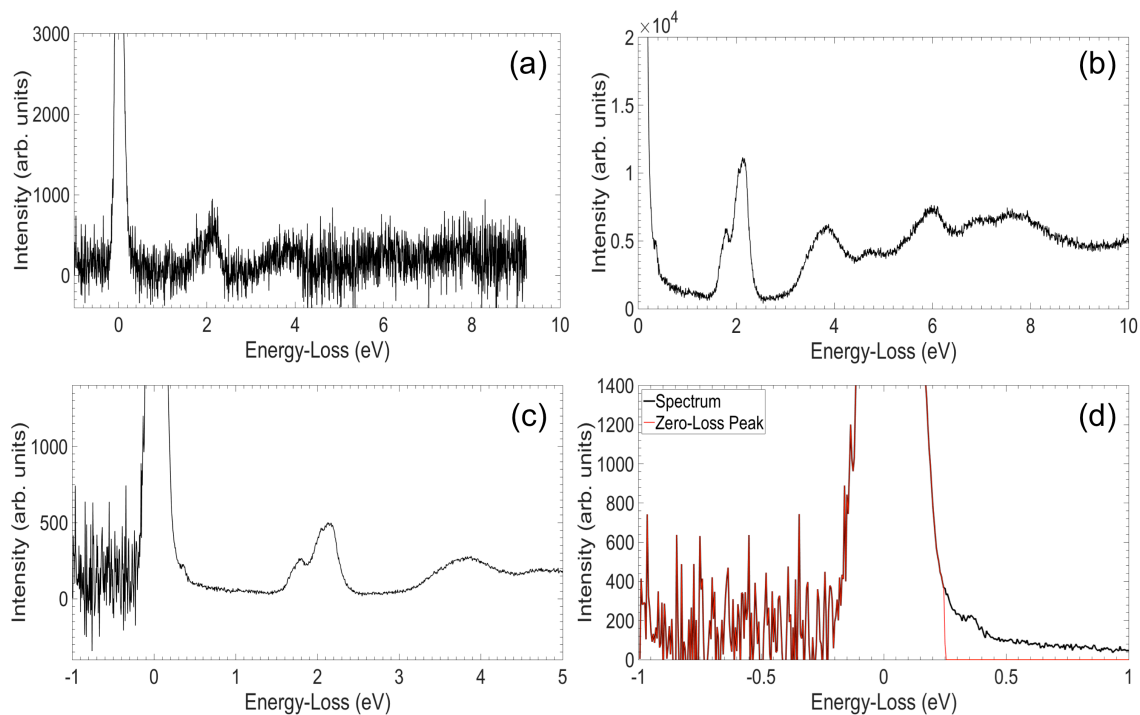 (a)
3000
2000
1000
0
0 2 4 6 8 10
Intensity (arb. units)
Energy-Loss (eV)
(b)
×10⁴
2
1.5
1
0.5
0
0 2 4 6 8 10
Intensity (arb. units)
Energy-Loss (eV)
(c)
1000
500
0
-1 0 1 2 3 4 5
Intensity (arb. units)
Energy-Loss (eV)
(d)
Spectrum
Zero-Loss Peak
1400
1200
1000
800
600
400
200
0
-1 -0.5 0 0.5 1
Intensity (arb. units)
Energy-Loss (eV)